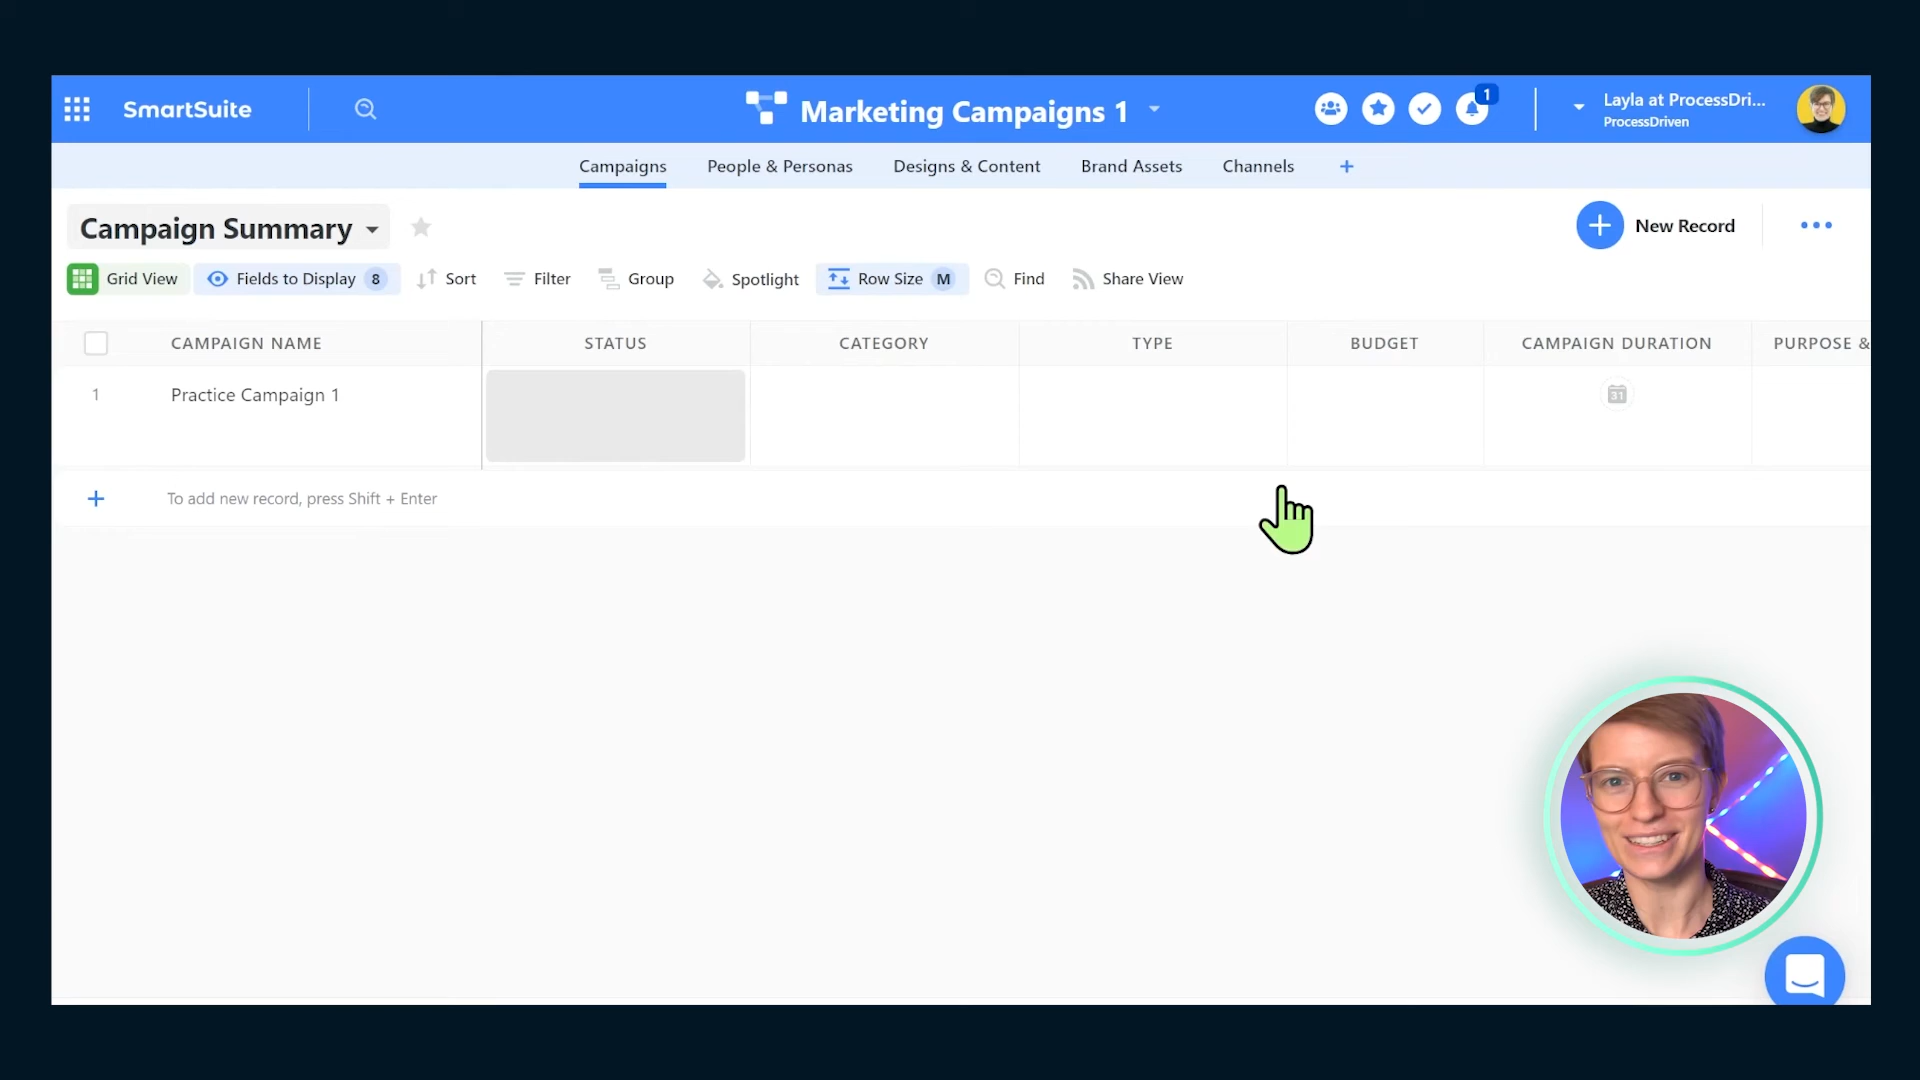 SmartSuite
Marketing Campaigns 1
1
Layla at ProcessDri...
ProcessDriven
Campaigns
People & Personas
Designs & Content
Brand Assets
Channels
+
Campaign Summary
New Record
Grid View
Fields to Display 8
Sort
Filter
Group
Spotlight
Row Size M
Find
Share View
CAMPAIGN NAME
STATUS
CATEGORY
TYPE
BUDGET
CAMPAIGN DURATION
PURPOSE &
1
Practice Campaign 1
31
+
To add new record, press Shift + Enter